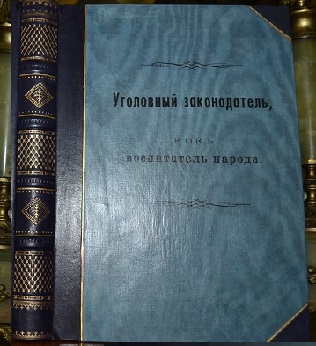 Уголовный законодатель,
какъ
воспитатель народа.